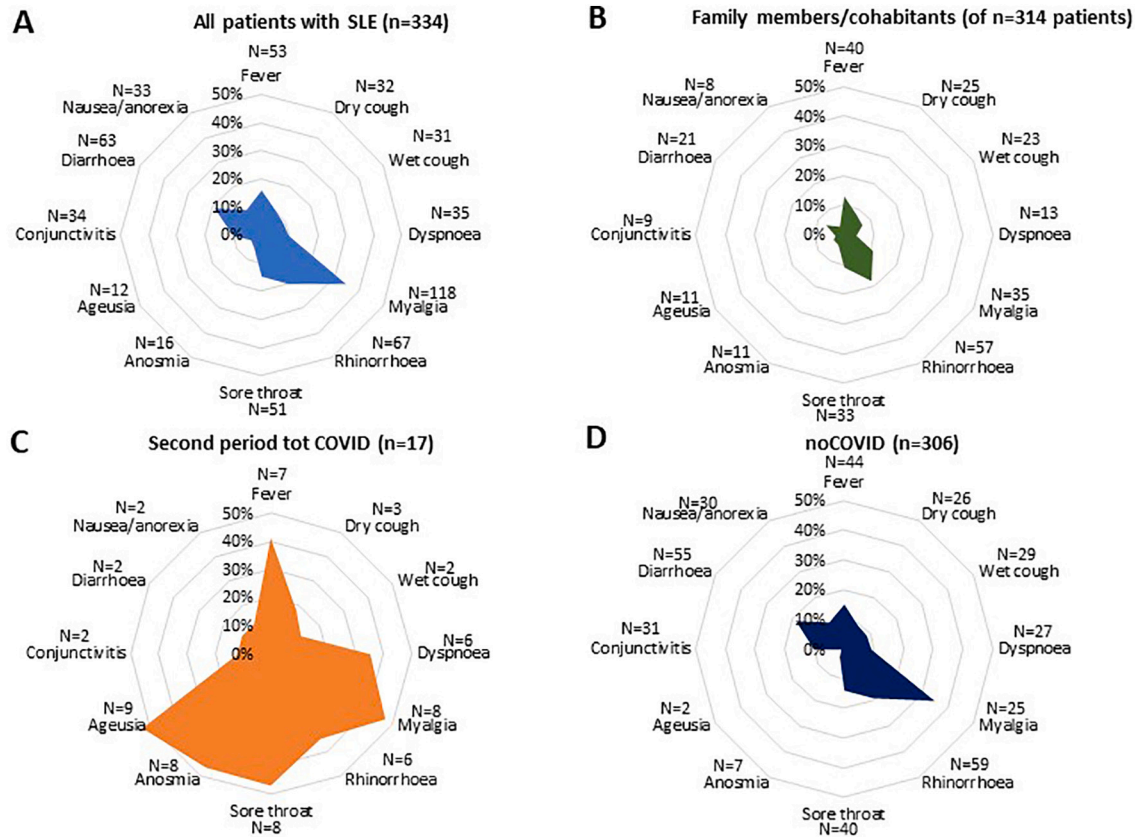 A
All patients with SLE (n=334)
N=53
Fever
N=32
Dry cough
N=31
Wet cough
N=35
Dyspnoea
N=118
Myalgia
N=67
Rhinorrhoea
Sore throat
N=51
N=16
Anosmia
N=12
Ageusia
N=34
Conjunctivitis
N=63
Diarrhoea
N=33
Nausea/anorexia
50%
40%
30%
20%
10%
0%
B
Family members/cohabitants (of n=314 patients)
N=40
Fever
N=25
Dry cough
N=23
Wet cough
N=13
Dyspnoea
N=35
Myalgia
N=57
Rhinorrhoea
Sore throat
N=33
N=11
Anosmia
N=11
Ageusia
N=9
Conjunctivitis
N=21
Diarrhoea
N=8
Nausea/anorexia
50%
40%
30%
20%
10%
0%
C
Second period tot COVID (n=17)
N=7
Fever
N=3
Dry cough
N=2
Wet cough
N=6
Dyspnoea
N=8
Myalgia
N=6
Rhinorrhoea
Sore throat
N=8
N=8
Anosmia
N=9
Ageusia
N=2
Conjunctivitis
N=2
Diarrhoea
N=2
Nausea/anorexia
50%
40%
30%
20%
10%
0%
D
noCOVID (n=306)
N=44
Fever
N=26
Dry cough
N=29
Wet cough
N=27
Dyspnoea
N=25
Myalgia
N=59
Rhinorrhoea
Sore throat
N=40
N=7
Anosmia
N=2
Ageusia
N=31
Conjunctivitis
N=55
Diarrhoea
N=30
Nausea/anorexia
50%
40%
30%
20%
10%
0%